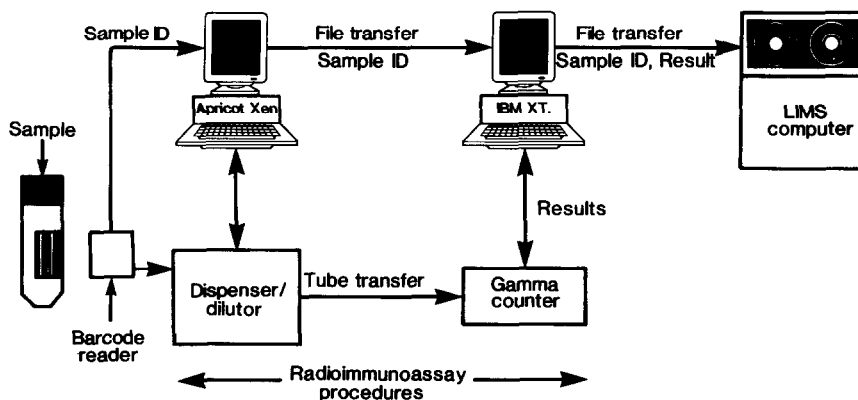 Sample ID
File transfer
Sample ID
File transfer
Sample ID, Result
Apricot Xen
IBM XT.
LIMS
computer
Sample
Results
Dispenser/
dilutor
Tube transfer
Gamma
counter
Barcode
reader
Radioimmunoassay
procedures